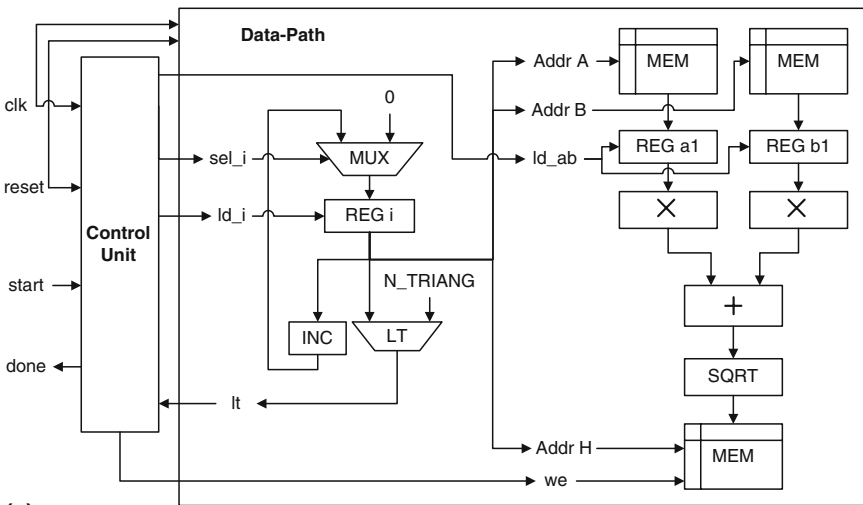 Data-Path
clk
reset
start
done
Control
Unit
sel_i
ld_i
lt
0
MUX
REG i
N_TRIANG
INC
LT
Addr A
Addr B
ld_ab
MEM
MEM
REG a1
REG b1
×
×
+
SQRT
Addr H
we
MEM